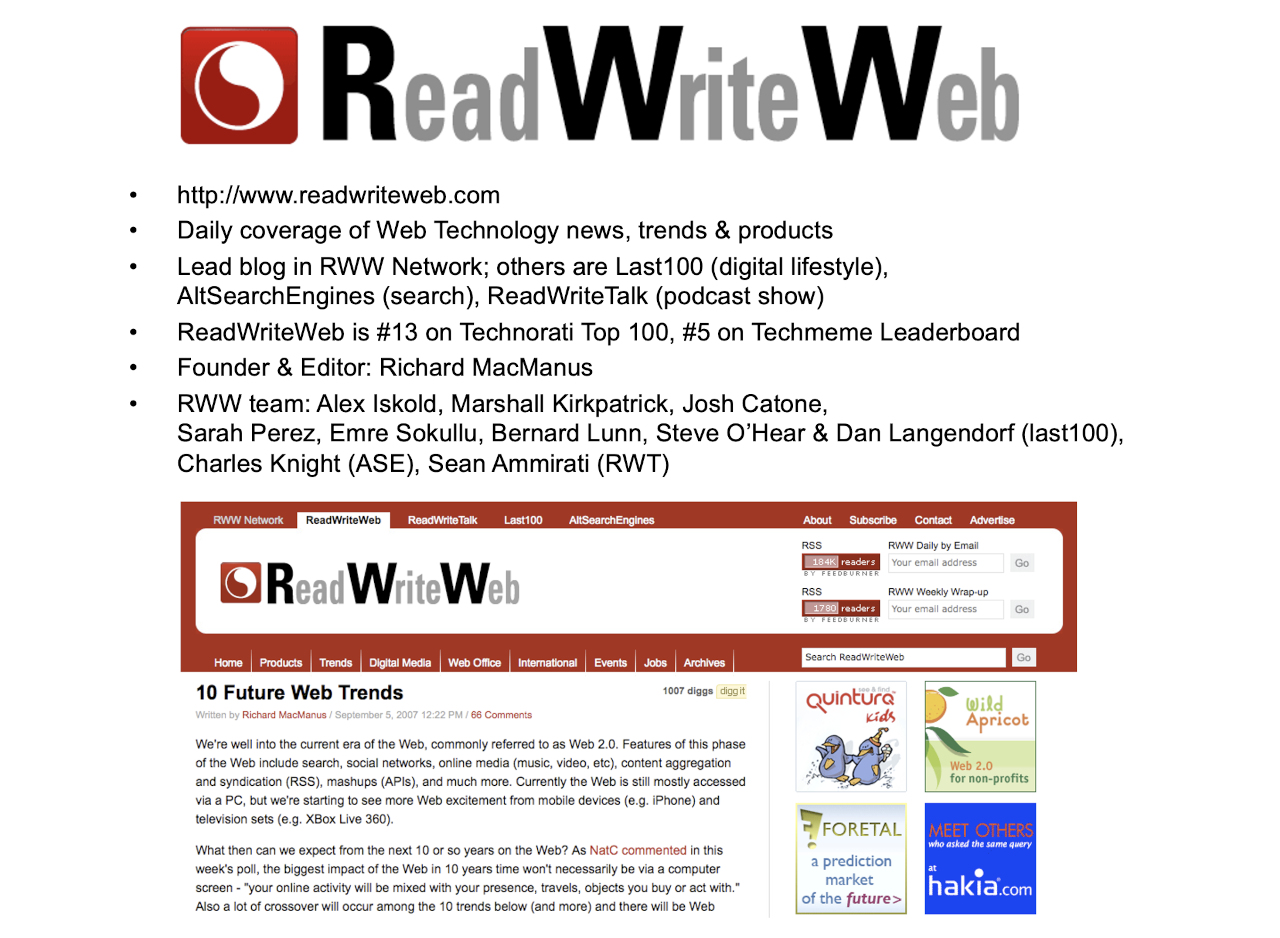 ReadWriteWeb
• http://www.readwriteweb.com
• Daily coverage of Web Technology news, trends & products
• Lead blog in RWW Network; others are Last100 (digital lifestyle),
AltSearchEngines (search), ReadWriteTalk (podcast show)
• ReadWriteWeb is #13 on Technorati Top 100, #5 on Techmeme Leaderboard
• Founder & Editor: Richard MacManus
• RWW team: Alex Iskold, Marshall Kirkpatrick, Josh Catone,
Sarah Perez, Emre Sokullu, Bernard Lunn, Steve O’Hear & Dan Langendorf (last100),
Charles Knight (ASE), Sean Ammirati (RWT)
RWW Network ReadWriteWeb ReadWriteTalk Last100 AltSearchEngines About Subscribe Contact Advertise
RSS RWW Daily by Email
184K readers Your email address Go
BY FEEDBURNER
ReadWriteWeb
RSS RWW Weekly Wrap-up
1780 readers Your email address Go
BY FEEDBURNER
Home Products Trends Digital Media Web Office International Events Jobs Archives Search ReadWriteWeb Go
10 Future Web Trends 1007 diggs digg it
Written by Richard MacManus / September 5, 2007 12:22 PM / 66 Comments
We're well into the current era of the Web, commonly referred to as Web 2.0. Features of this phase
of the Web include search, social networks, online media (music, video, etc), content aggregation
and syndication (RSS), mashups (APIs), and much more. Currently the Web is still mostly accessed
via a PC, but we're starting to see more Web excitement from mobile devices (e.g. iPhone) and
television sets (e.g. XBox Live 360).
What then can we expect from the next 10 or so years on the Web? As NatC commented in this
week's poll, the biggest impact of the Web in 10 years time won't necessarily be via a computer
screen - "your online activity will be mixed with your presence, travels, objects you buy or act with."
Also a lot of crossover will occur among the 10 trends below (and more) and there will be Web
see & find
quintura™
kids
Wild
Apricot
Web 2.0
for non-profits
FORETAL
a prediction
market
of the future>
MEET OTHERS
who asked the same query
at
hakia.com